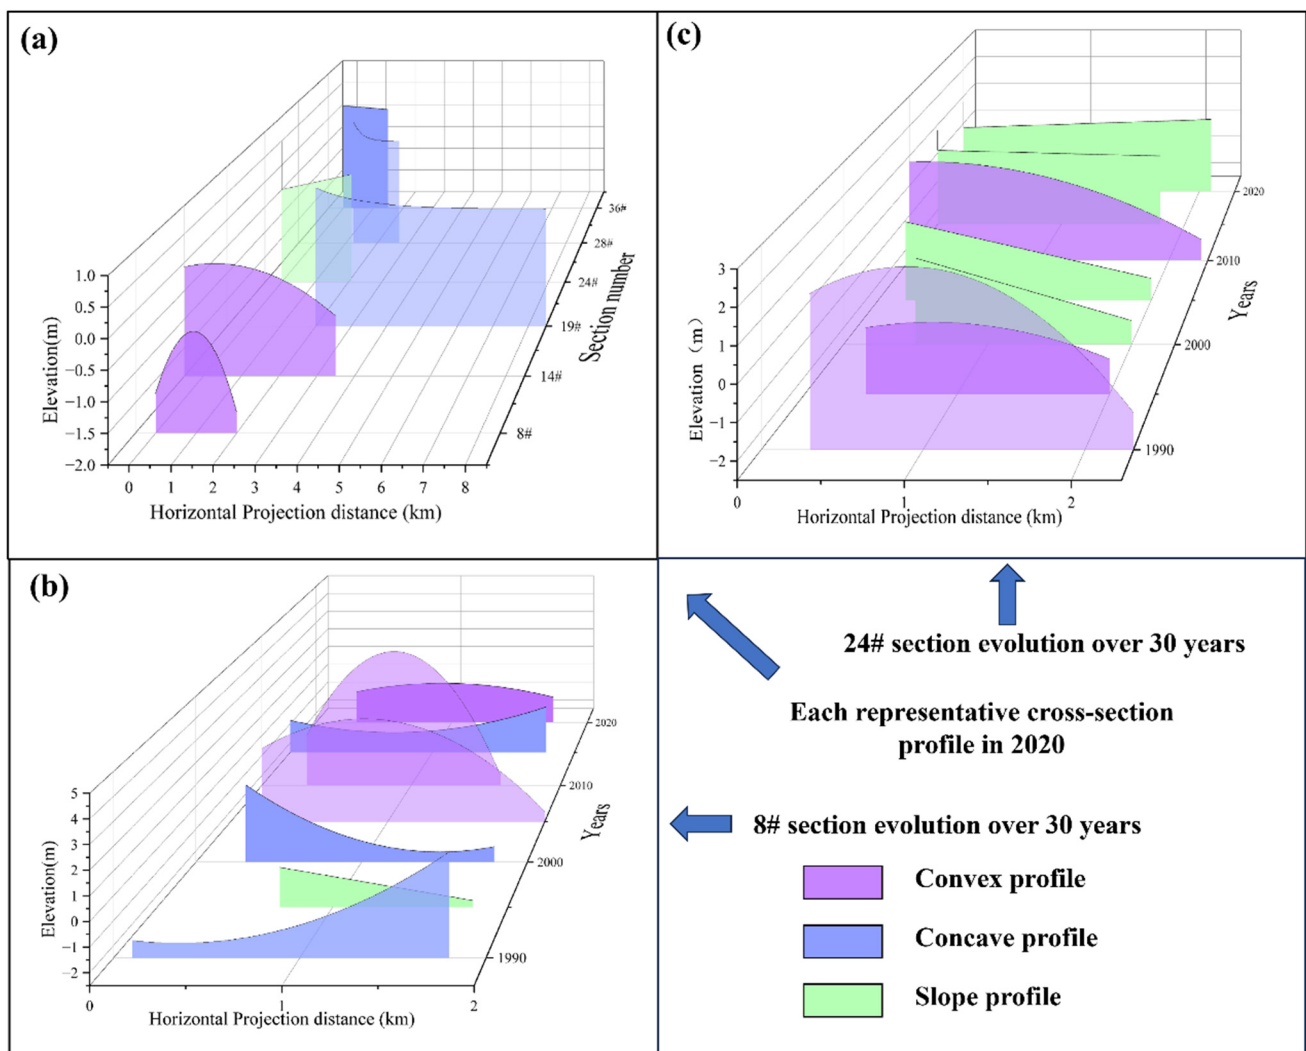 (a)
1.0
0.5
0.0
−0.5
−1.0
−1.5
−2.0
Elevation(m)
0 1 2 3 4 5 6 7 8
Horizontal Projection distance (km)
8#
14#
19#
24#
28#
36#
Section number
(c)
3
2
1
0
−1
−2
Elevation（m）
0 1 2
Horizontal Projection distance (km)
1990
2000
2010
2020
Years
(b)
5
4
3
2
1
0
−1
−2
Elevation(m)
0 1 2
Horizontal Projection distance (km)
1990
2000
2010
2020
Years
24# section evolution over 30 years
Each representative cross-section
profile in 2020
8# section evolution over 30 years
Convex profile
Concave profile
Slope profile